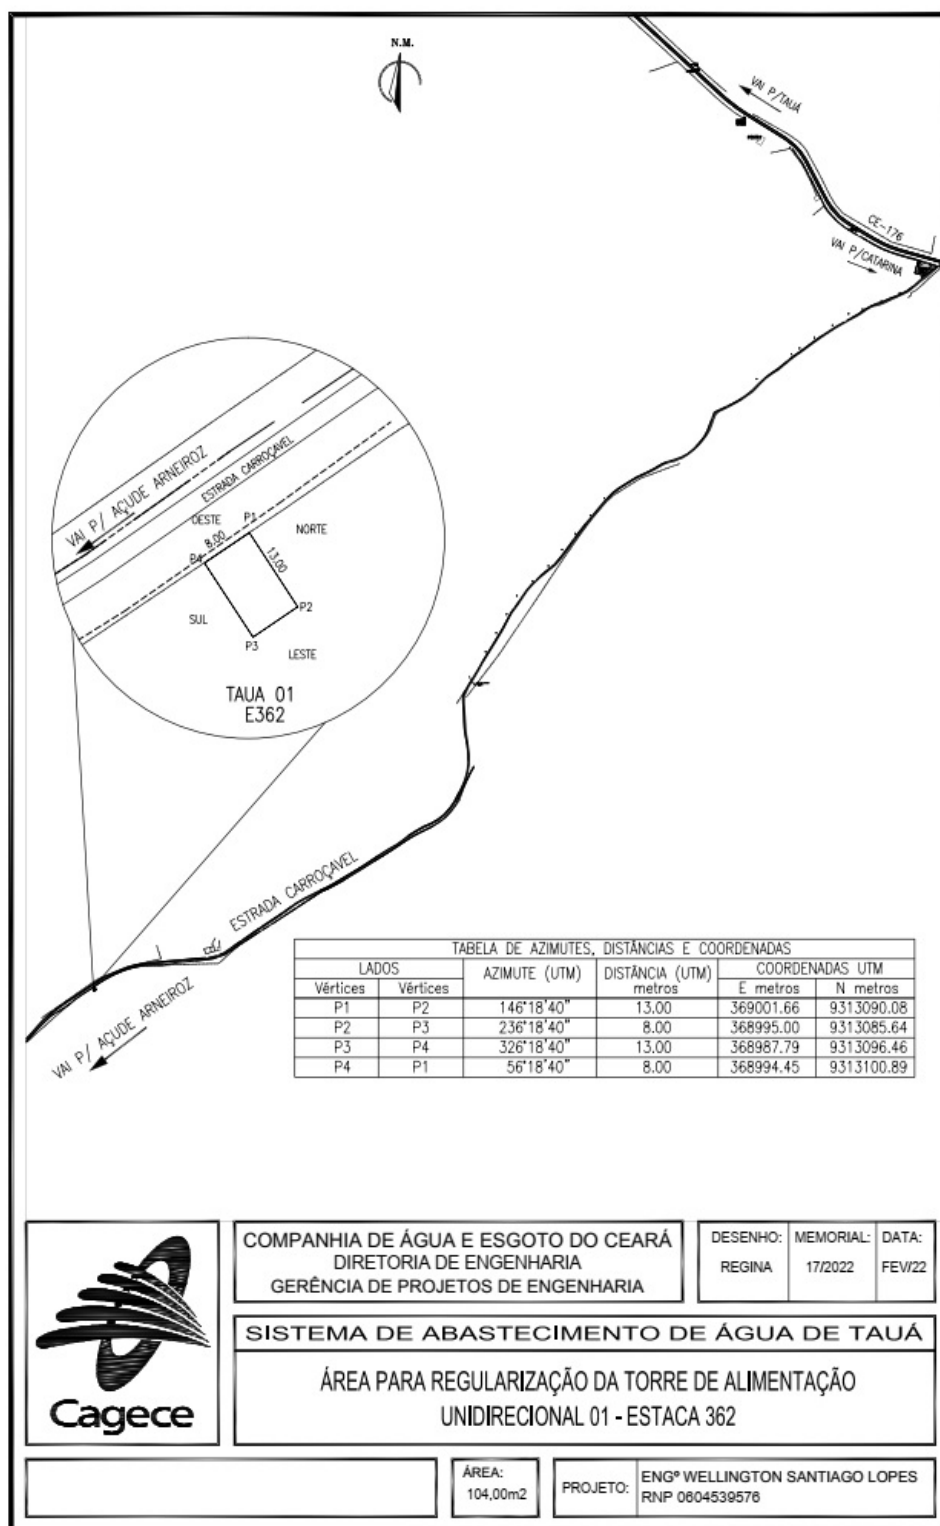 N.M.
VAI P/TAUÁ
CE-176
VAI P/CATARINA
VAI P/ AÇUDE ARNEIROZ
ESTRADA CARROÇAVEL
OESTE
P1
NORTE
8.00
P4
13.00
P2
SUL
P3
LESTE
TAUA 01
E362
ESTRADA CARROÇAVEL
VAI P/ AÇUDE ARNEIROZ
TABELA DE AZIMUTES, DISTÂNCIAS E COORDENADAS
LADOS AZIMUTE (UTM) DISTÂNCIA (UTM) metros COORDENADAS UTM
Vértices Vértices E metros N metros
P1 P2 146°18'40" 13.00 369001.66 9313090.08
P2 P3 236°18'40" 8.00 368995.00 9313085.64
P3 P4 326°18'40" 13.00 368987.79 9313096.46
P4 P1 56°18'40" 8.00 368994.45 9313100.89
Cagece
COMPANHIA DE ÁGUA E ESGOTO DO CEARÁ
DIRETORIA DE ENGENHARIA
GERÊNCIA DE PROJETOS DE ENGENHARIA
DESENHO: MEMORIAL: DATA:
REGINA 17/2022 FEV/22
SISTEMA DE ABASTECIMENTO DE ÁGUA DE TAUÁ
ÁREA PARA REGULARIZAÇÃO DA TORRE DE ALIMENTAÇÃO
UNIDIRECIONAL 01 - ESTACA 362
ÁREA:
104,00m2
PROJETO:
ENGº WELLINGTON SANTIAGO LOPES
RNP 0604539576